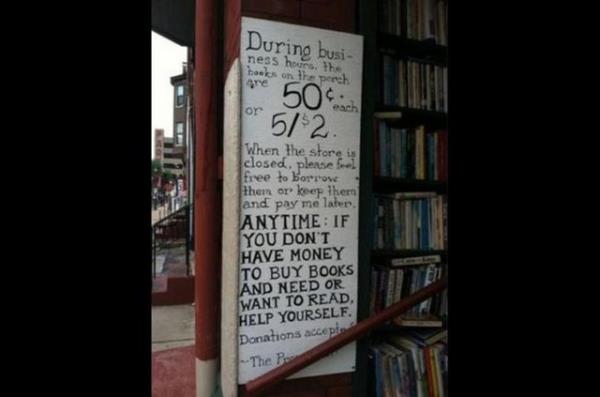 During busi-
ness hours, the
books on the porch
are 50¢ each
or 5/$2.
When the store is
closed, please feel
free to borrow
them or keep them
and pay me later.
ANYTIME: IF
YOU DON'T
HAVE MONEY
TO BUY BOOKS
AND NEED OR
WANT TO READ,
HELP YOURSELF.
Donations accepted
~The